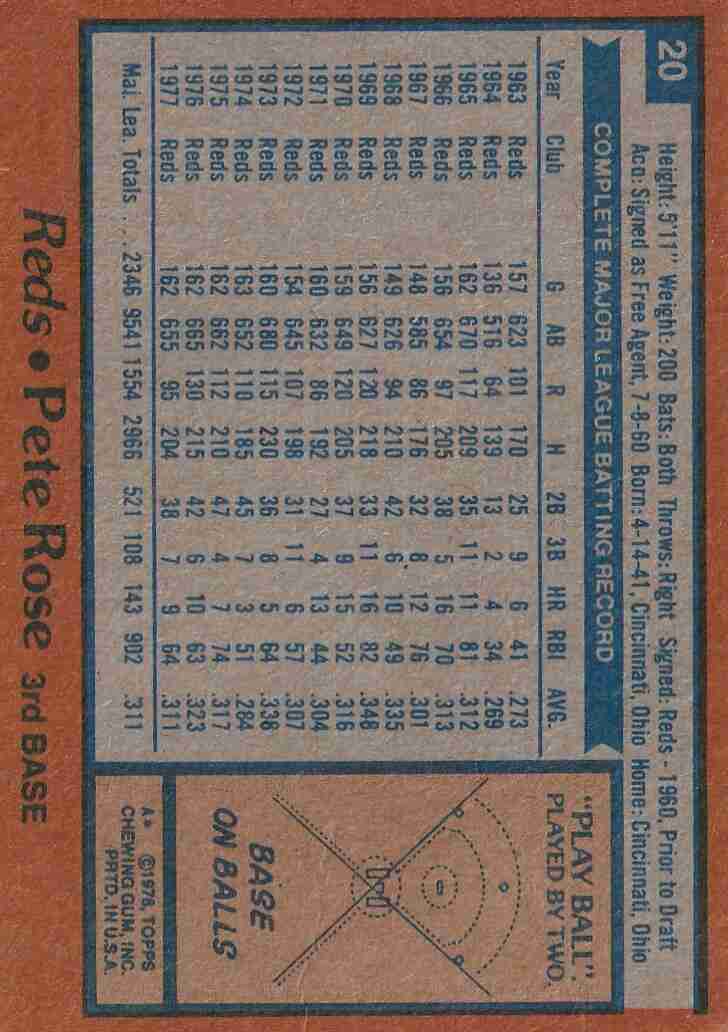 20
Height: 5'11" Weight: 200 Bats: Both Throws: Right Signed: Reds - 1960, Prior to Draft
Acq: Signed as Free Agent, 7-8-60 Born: 4-14-41, Cincinnati, Ohio Home: Cincinnati, Ohio
COMPLETE MAJOR LEAGUE BATTING RECORD
Year Club G AB R H 2B 3B HR RBI AVG.
1963 Reds 157 623 101 170 25 9 6 41 .273
1964 Reds 136 516 64 139 13 2 4 34 .269
1965 Reds 162 670 117 209 35 11 11 81 .312
1966 Reds 156 654 97 205 38 5 16 70 .313
1967 Reds 148 585 86 176 32 8 12 76 .301
1968 Reds 149 626 94 210 42 6 10 49 .335
1969 Reds 156 627 120 218 33 11 16 82 .348
1970 Reds 159 649 120 205 37 9 15 52 .316
1971 Reds 160 632 86 192 27 4 13 44 .304
1972 Reds 154 645 107 198 31 11 6 57 .307
1973 Reds 160 680 115 230 36 8 5 64 .338
1974 Reds 163 652 110 185 45 7 3 51 .284
1975 Reds 162 662 112 210 47 4 7 74 .317
1976 Reds 162 665 130 215 42 6 10 63 .323
1977 Reds 162 655 95 204 38 7 9 64 .311
Maj. Lea. Totals ... 2346 9541 1554 2966 521 108 143 902 .311
"PLAY BALL"
PLAYED BY TWO.
BASE
ON BALLS
A* ©1978, TOPPS
CHEWING GUM, INC.
PRTD. IN U.S.A.
Reds • Pete Rose 3rd BASE